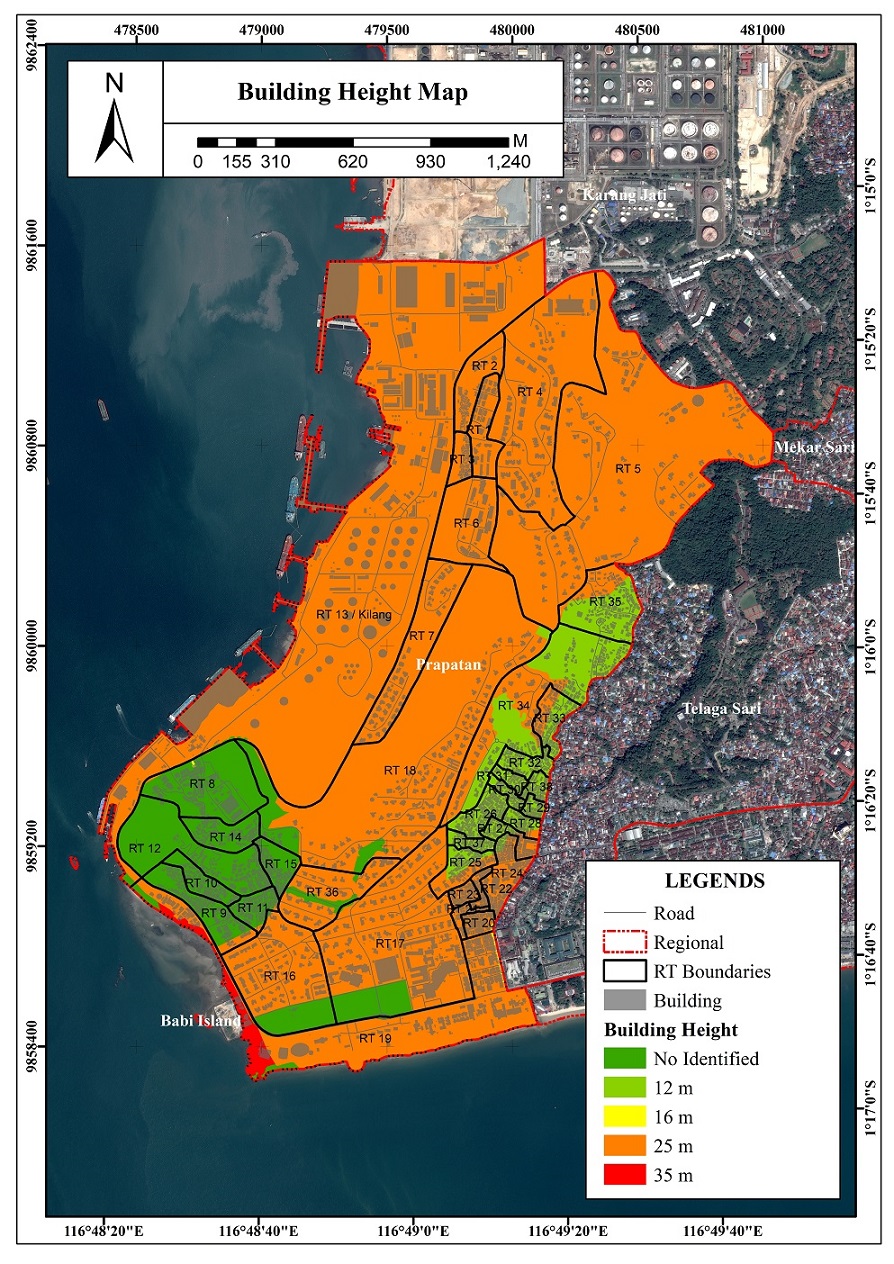 478500 479000 479500 480000 480500 481000
9862400
N
Building Height Map
M
0 155 310 620 930 1,240
1°15'0"S
Karang Jati
9861600
1°15'20"S
RT 2
RT 4
9860800
RT 3
Mekar Sari
RT 5
1°15'40"S
RT 6
RT 35
RT 13 / Kilang
RT 7
9860000
1°16'0"S
Prapatan
RT 34
Telaga Sari
RT 33
RT 32
RT 18
RT 31
RT 8
RT 30
RT 38
1°16'20"S
RT 29
RT 26
RT 28
RT 14
9859200
RT 37
RT 12
RT 15
RT 25
RT 24
RT 10
RT 36
RT 22
RT 23
RT 11
RT 9
RT 20
RT17
RT 16
1°16'40"S
Babi Island
RT 19
9858400
1°17'0"S
LEGENDS
Road
Regional
RT Boundaries
Building
Building Height
No Identified
12 m
16 m
25 m
35 m
116°48'20"E 116°48'40"E 116°49'0"E 116°49'20"E 116°49'40"E